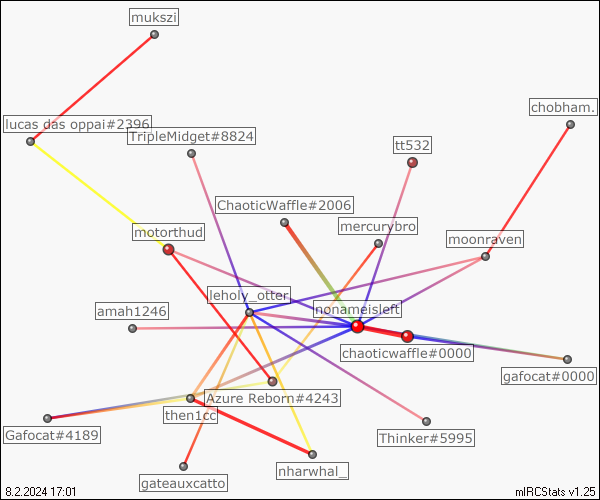 mukszi
chobham.
lucas das oppai#2396
TripleMidget#8824
tt532
ChaoticWaffle#2006
mercurybro
motorthud
moonraven
leholy_otter
nonameisleft
amah1246
chaoticwaffle#0000
gafocat#0000
Azure Reborn#4243
then1cc
Gafocat#4189
Thinker#5995
nharwhal_
gateauxcatto
8.2.2024 17:01
mIRCStats v1.25